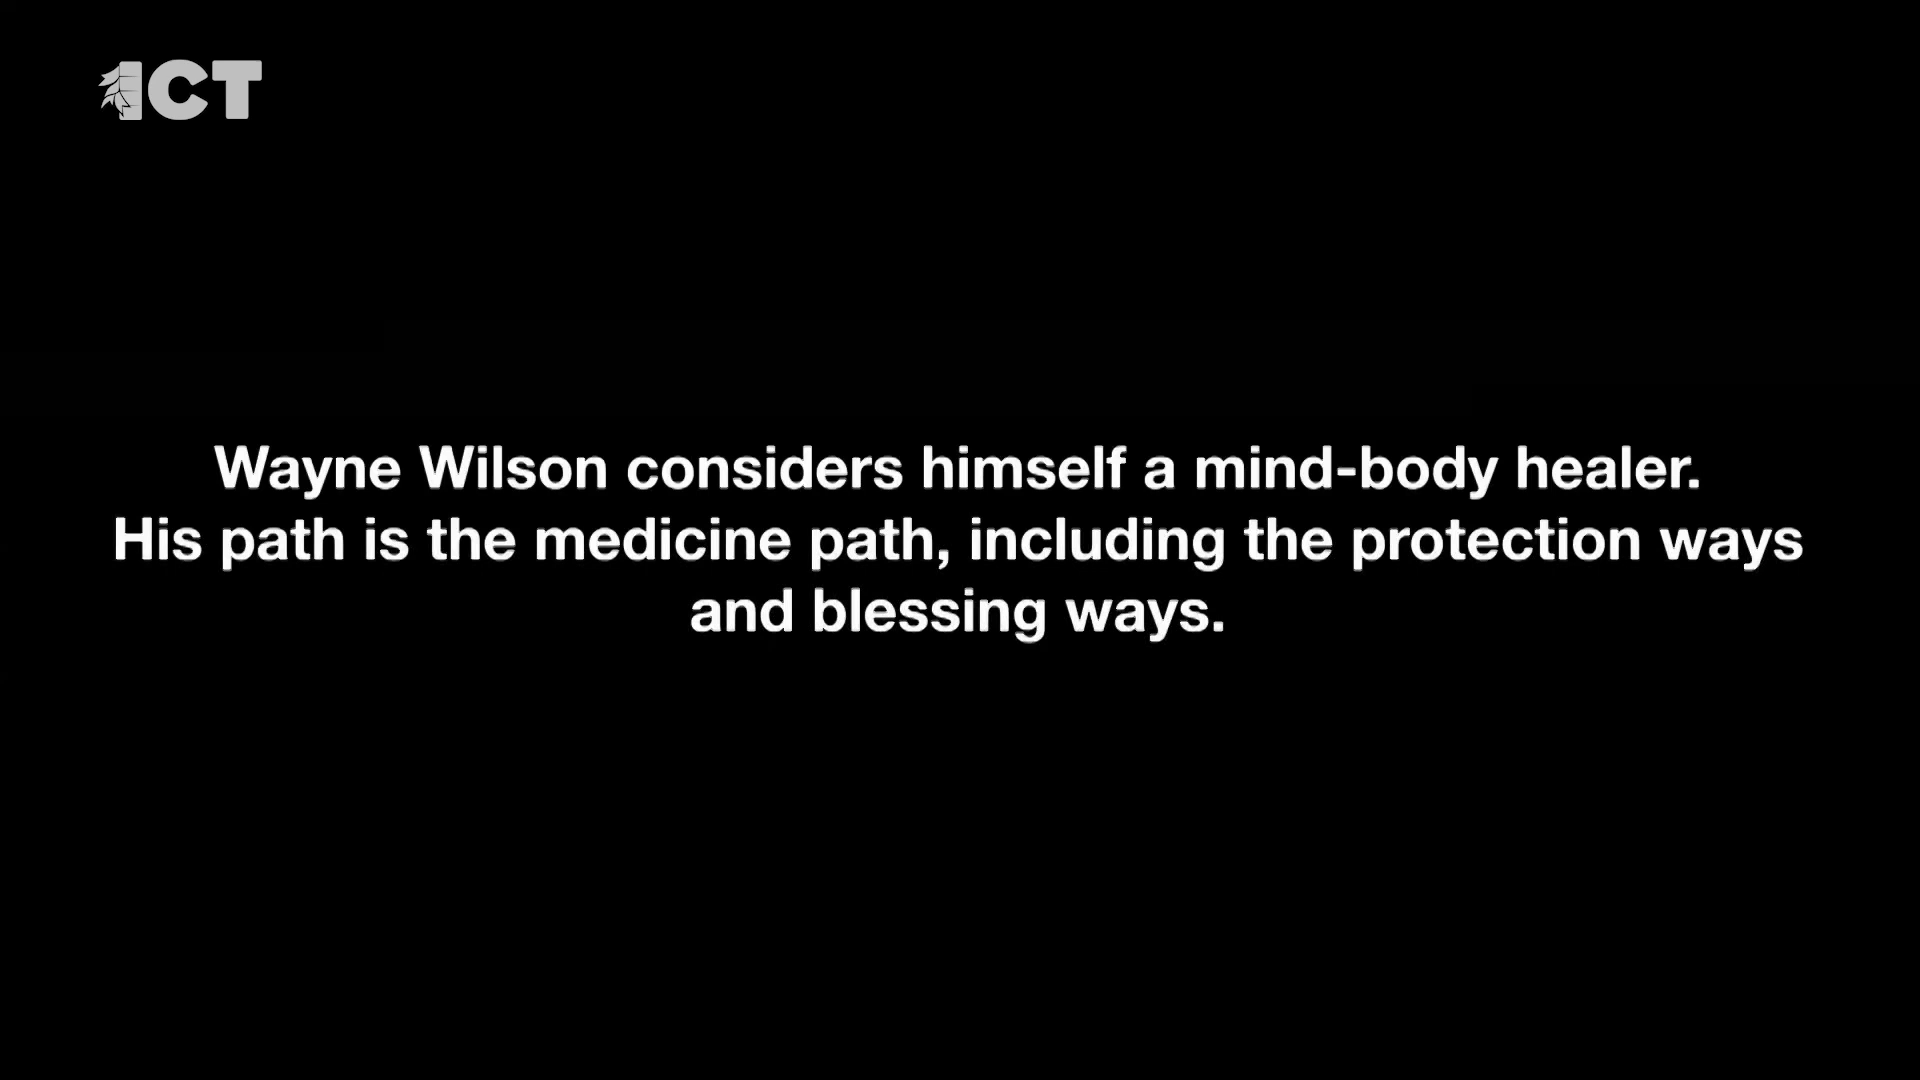 ICT
Wayne Wilson considers himself a mind-body healer.
His path is the medicine path, including the protection ways
and blessing ways.